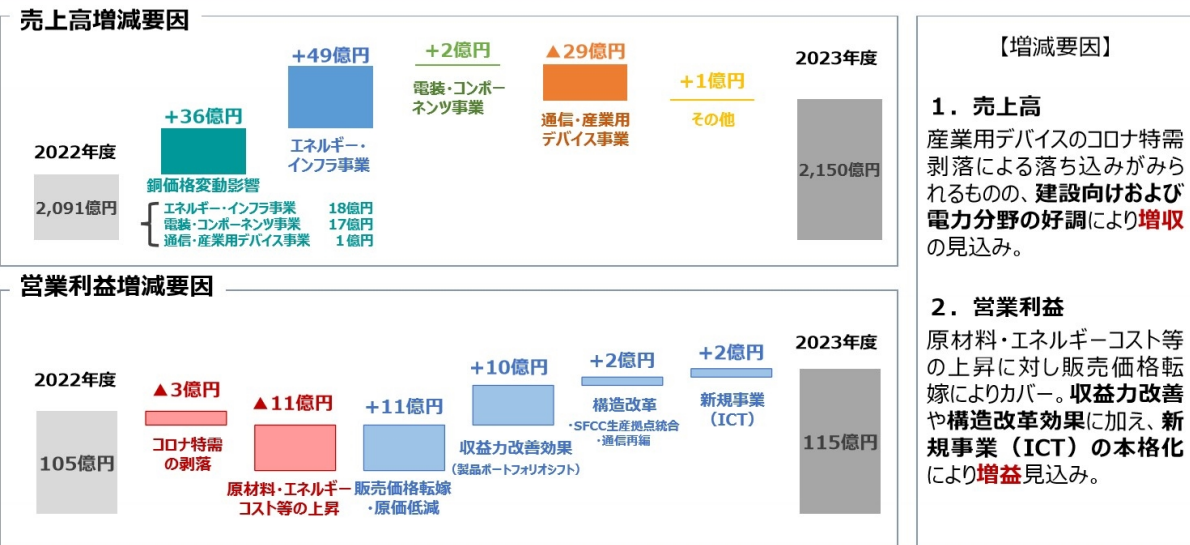 売上高増減要因
2022年度
2,091億円
+36億円
銅価格変動影響
エネルギー・インフラ事業 18億円
電装・コンポーネンツ事業 17億円
通信・産業用デバイス事業 1億円
+49億円
エネルギー・
インフラ事業
+2億円
電装・コンポー
ネンツ事業
▲29億円
通信・産業用
デバイス事業
+1億円
その他
2023年度
2,150億円
営業利益増減要因
2022年度
105億円
▲3億円
コロナ特需
の剥落
▲11億円
原材料・エネルギー
コスト等の上昇
+11億円
販売価格転嫁
・原価低減
+10億円
収益力改善効果
（製品ポートフォリオシフト）
+2億円
構造改革
・SFCC生産拠点統合
・通信再編
+2億円
新規事業
（ICT）
2023年度
115億円
【増減要因】
１．売上高
産業用デバイスのコロナ特需
剥落による落ち込みがみら
れるものの、建設向けおよび
電力分野の好調により増収
の見込み。
２．営業利益
原材料・エネルギーコスト等
の上昇に対し販売価格転
嫁によりカバー。収益力改善
や構造改革効果に加え、新
規事業（ICT）の本格化
により増益見込み。